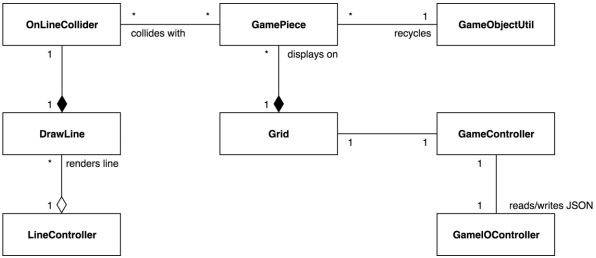 OnLineCollider
* *
collides with
GamePiece
* 1
recycles
GameObjectUtil
1
1
* displays on
1
DrawLine
Grid
1 1
GameController
* renders line
1
1
1 reads/writes JSON
LineController
GameIOController